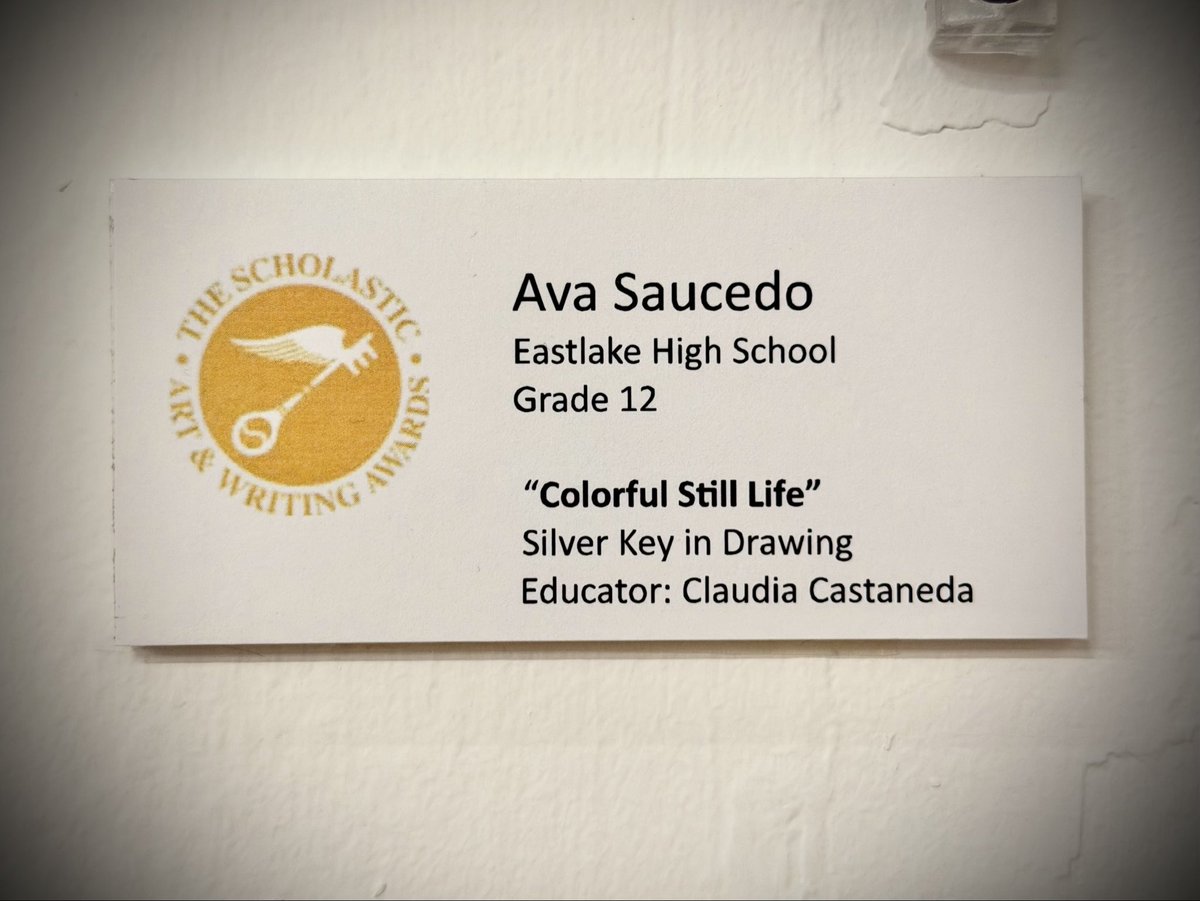 THE SCHOLASTIC
ART & WRITING AWARDS
S
Ava Saucedo
Eastlake High School
Grade 12
“Colorful Still Life”
Silver Key in Drawing
Educator: Claudia Castaneda